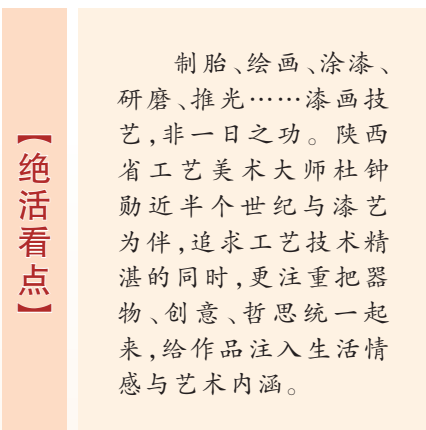 【绝活看点】
制胎、绘画、涂漆、
研磨、推光……漆画技
艺,非一日之功。陕西
省工艺美术大师杜钟
勋近半个世纪与漆艺
为伴,追求工艺技术精
湛的同时,更注重把器
物、创意、哲思统一起
来,给作品注入生活情
感与艺术内涵。